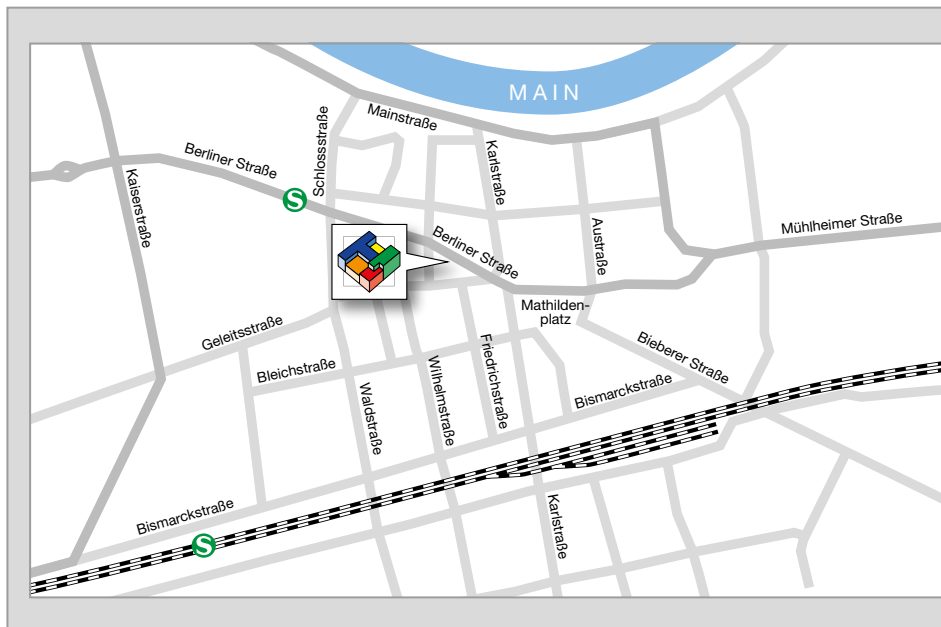 MAIN
Mainstraße
Schlossstraße
Berliner Straße
Karlstraße
Kaiserstraße
S
Austraße
Mühlheimer Straße
Berliner Straße
Mathilden-
platz
Geleitsstraße
Bieberer Straße
Bleichstraße
Friedrichstraße
Wilhelmstraße
Waldstraße
Bismarckstraße
Bismarckstraße
Karlstraße
S